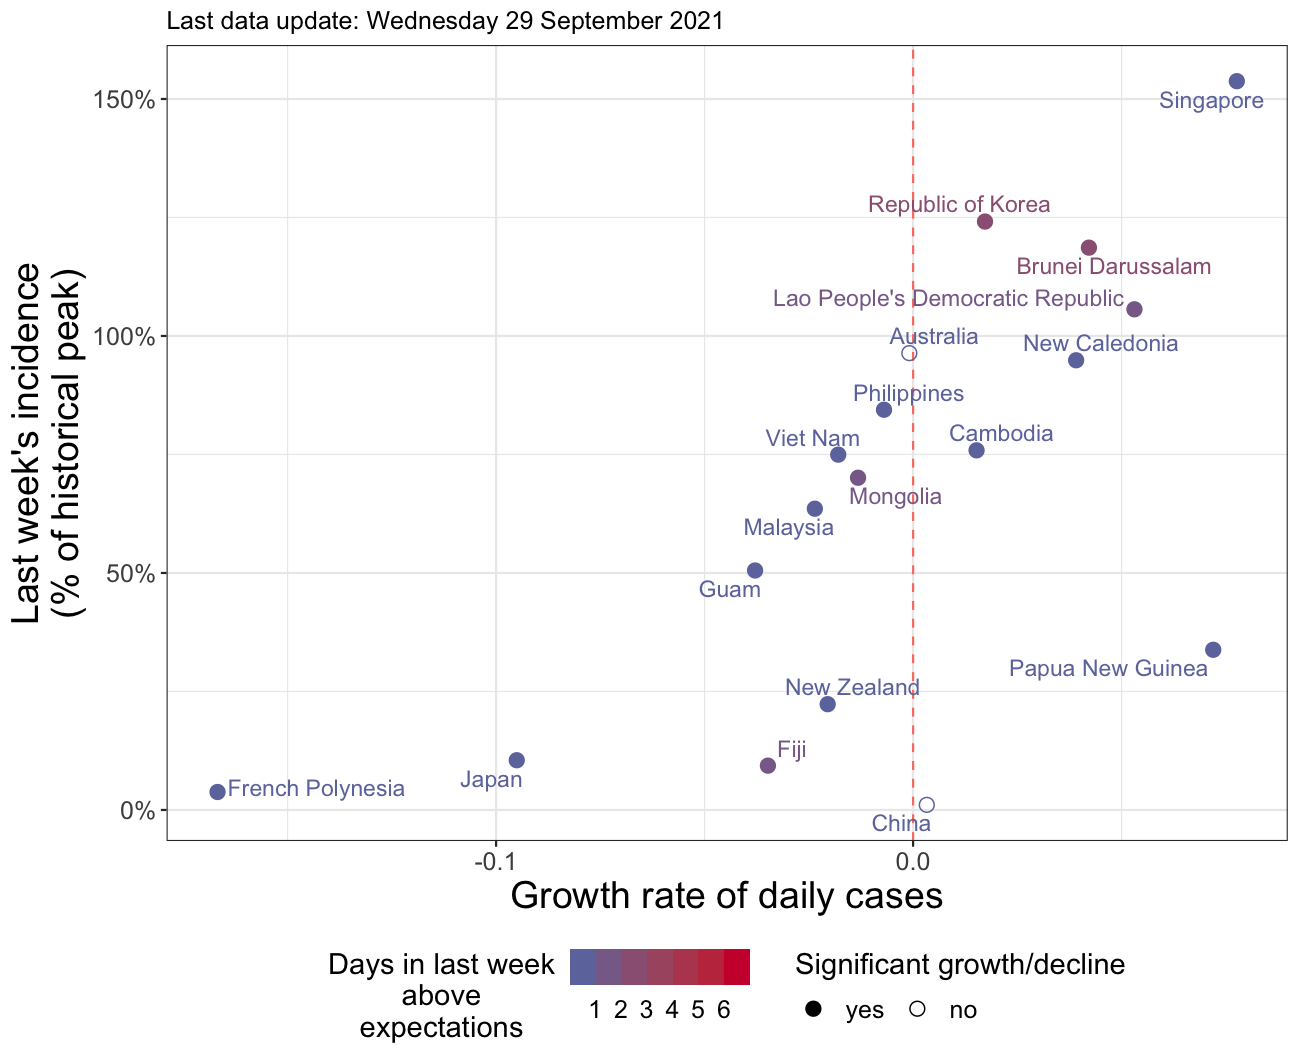 Last data update: Wednesday 29 September 2021
150%
Singapore
Republic of Korea
Brunei Darussalam
Lao People's Democratic Republic
100%
Australia
New Caledonia
Philippines
Viet Nam
Cambodia
Mongolia
Malaysia
50%
Guam
Papua New Guinea
New Zealand
Fiji
Japan
French Polynesia
0%
China
Last week's incidence
(% of historical peak)
-0.1
0.0
Growth rate of daily cases
Days in last week
above
expectations
1 2 3 4 5 6
Significant growth/decline
yes
no